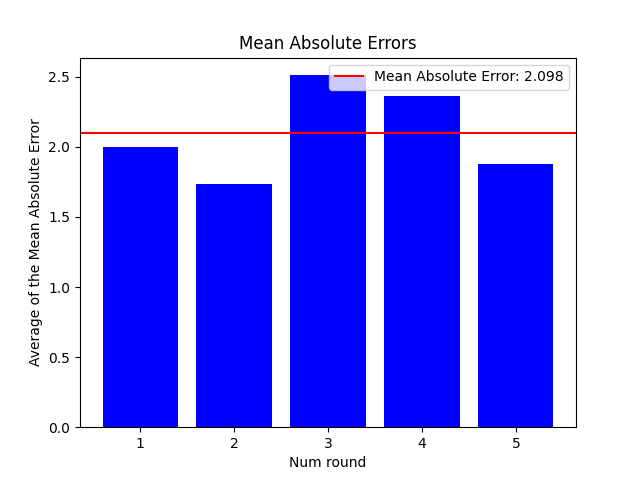 Mean Absolute Errors
Mean Absolute Error: 2.098
Average of the Mean Absolute Error
2.5
2.0
1.5
1.0
0.5
0.0
1 2 3 4 5
Num round